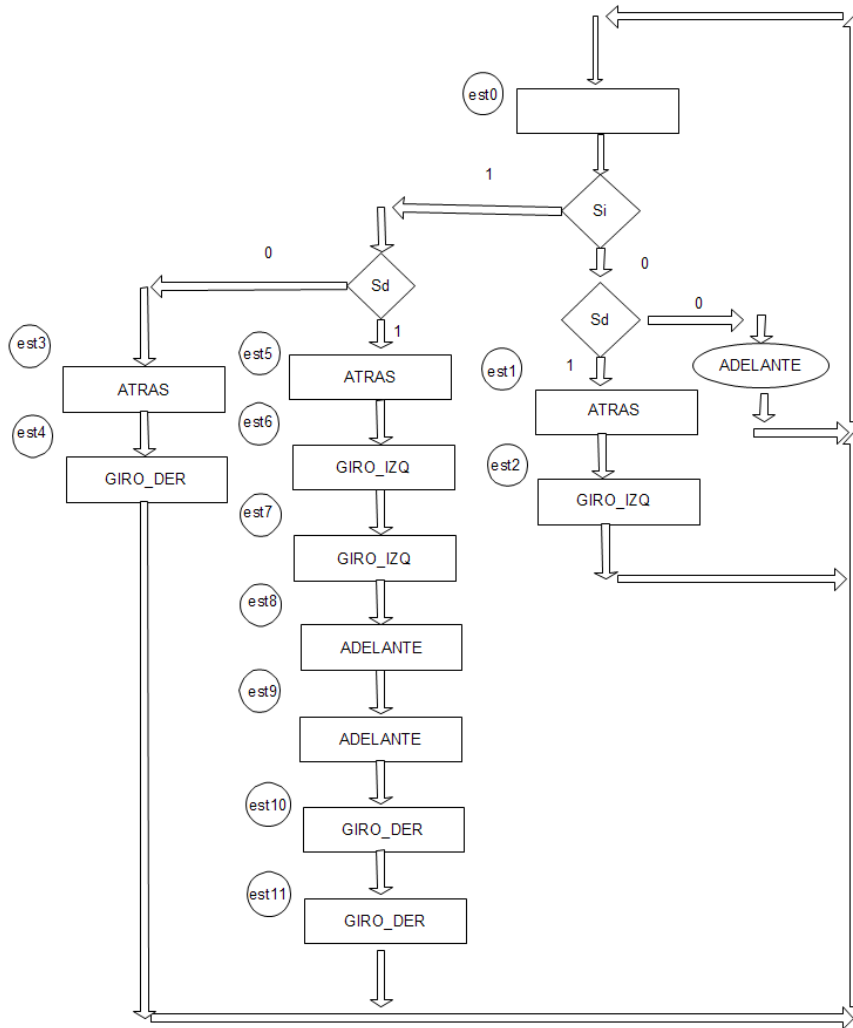 est0
1
Si
0
0
Sd
Sd
0
1
1
est3
est5
est1
ADELANTE
ATRAS
ATRAS
ATRAS
est4
est6
est2
GIRO_DER
GIRO_IZQ
GIRO_IZQ
est7
GIRO_IZQ
est8
ADELANTE
est9
ADELANTE
est10
GIRO_DER
est11
GIRO_DER